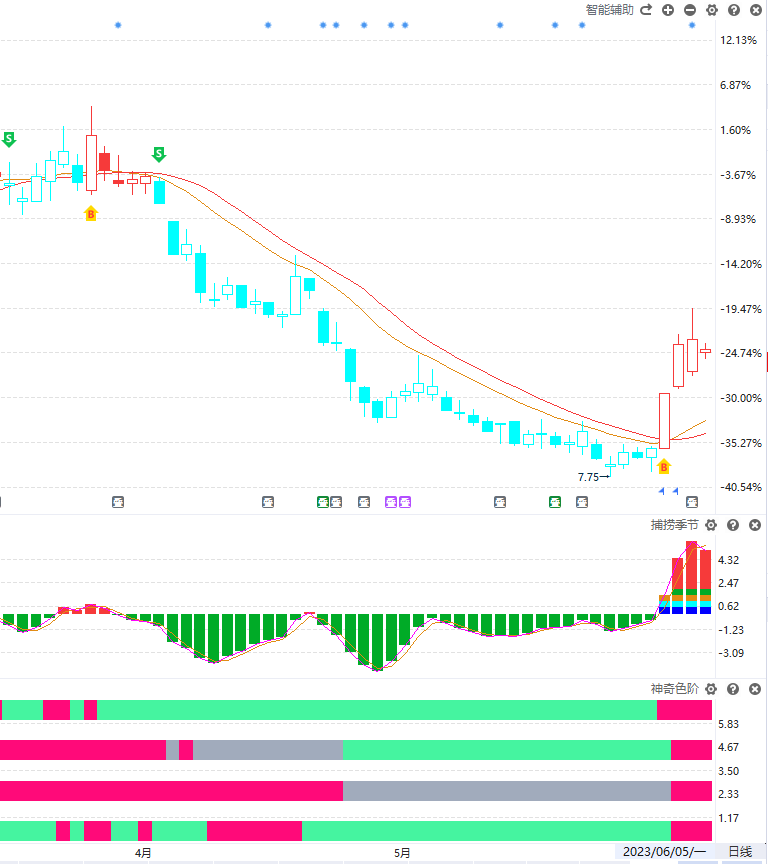 智能辅助
12.13%
6.87%
1.60%
S
S
-3.67%
B
-8.93%
-14.20%
-19.47%
-24.74%
-30.00%
-35.27%
B
7.75
-40.54%
捕捞季节
4.32
2.47
0.62
-1.23
-3.09
神奇色阶
5.83
4.67
3.50
2.33
1.17
4月
5月
2023/06/05/一
日线